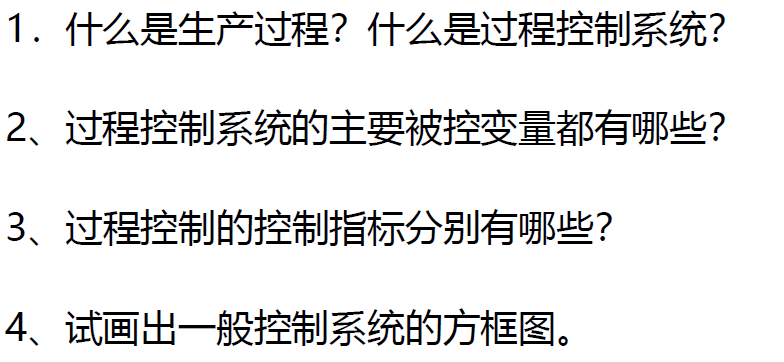 1．什么是生产过程？什么是过程控制系统？
2、过程控制系统的主要被控变量都有哪些？
3、过程控制的控制指标分别有哪些？
4、试画出一般控制系统的方框图。